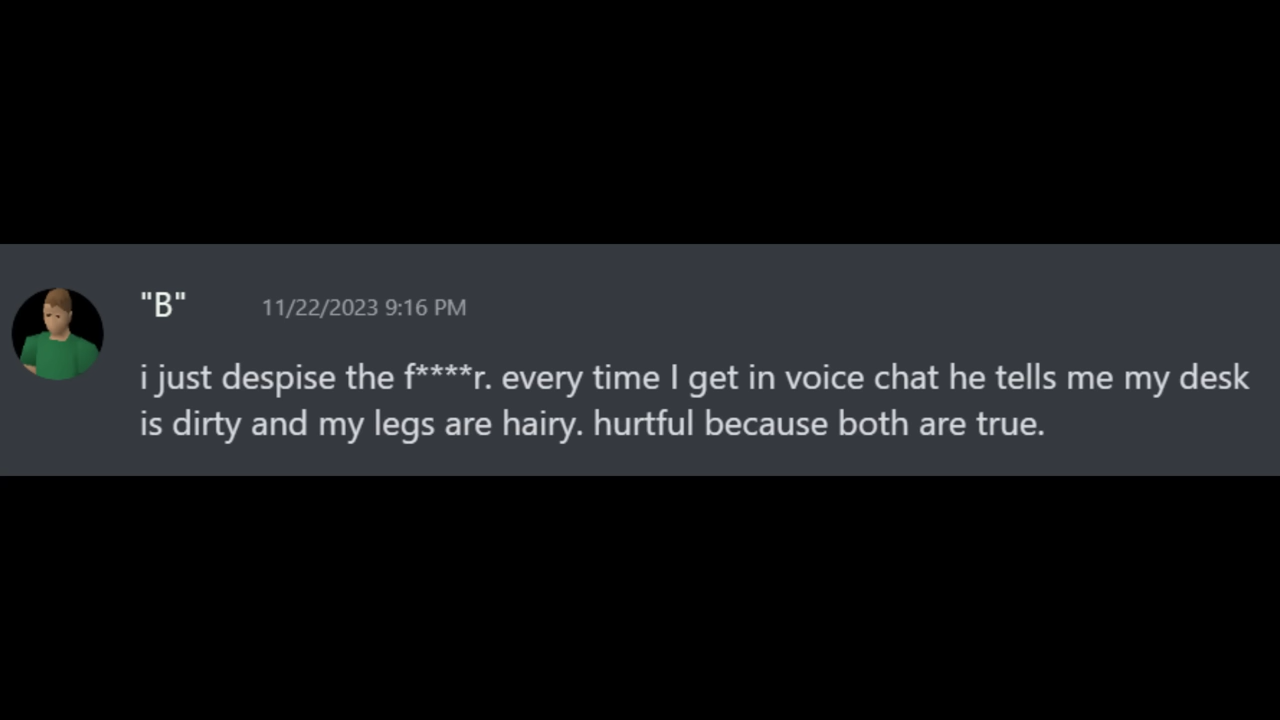 "B" 11/22/2023 9:16 PM
i just despise the f****r. every time I get in voice chat he tells me my desk
is dirty and my legs are hairy. hurtful because both are true.